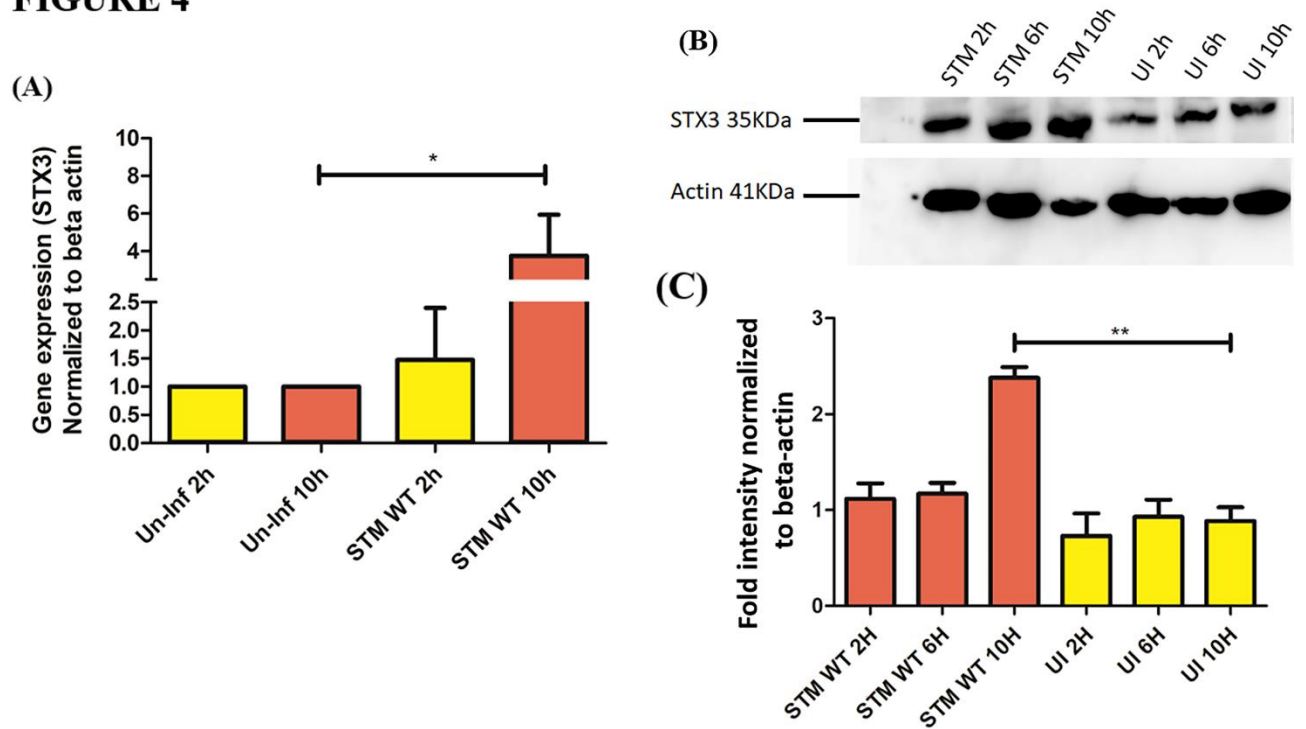 FIGURE 4
(A)
Gene expression (STX3)
Normalized to beta actin
10
8
6
4
2.5
2.0
1.5
1.0
0.5
0.0
*
Un-Inf 2h
Un-Inf 10h
STM WT 2h
STM WT 10h
(B)
STM 2h
STM 6h
STM 10h
UI 2h
UI 6h
UI 10h
STX3 35KDa
Actin 41KDa
(C)
Fold intensity normalized
to beta-actin
3
2
1
0
**
STM WT 2H
STM WT 6H
STM WT 10H
UI 2H
UI 6H
UI 10H